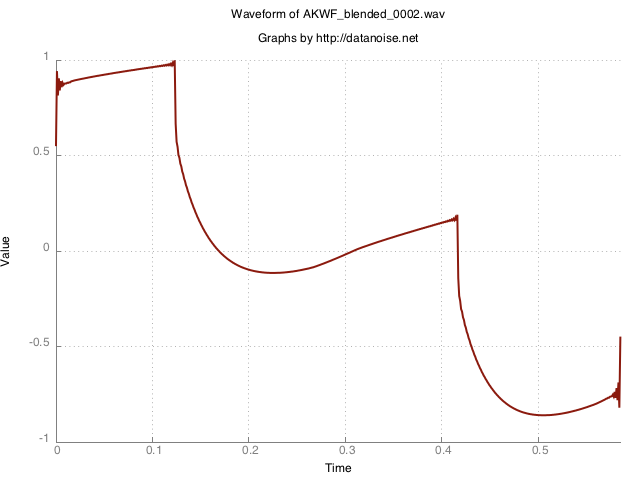 Waveform of AKWF_blended_0002.wav
Graphs by http://datanoise.net
1
0.5
0
-0.5
-1
Value
0
0.1
0.2
0.3
0.4
0.5
Time